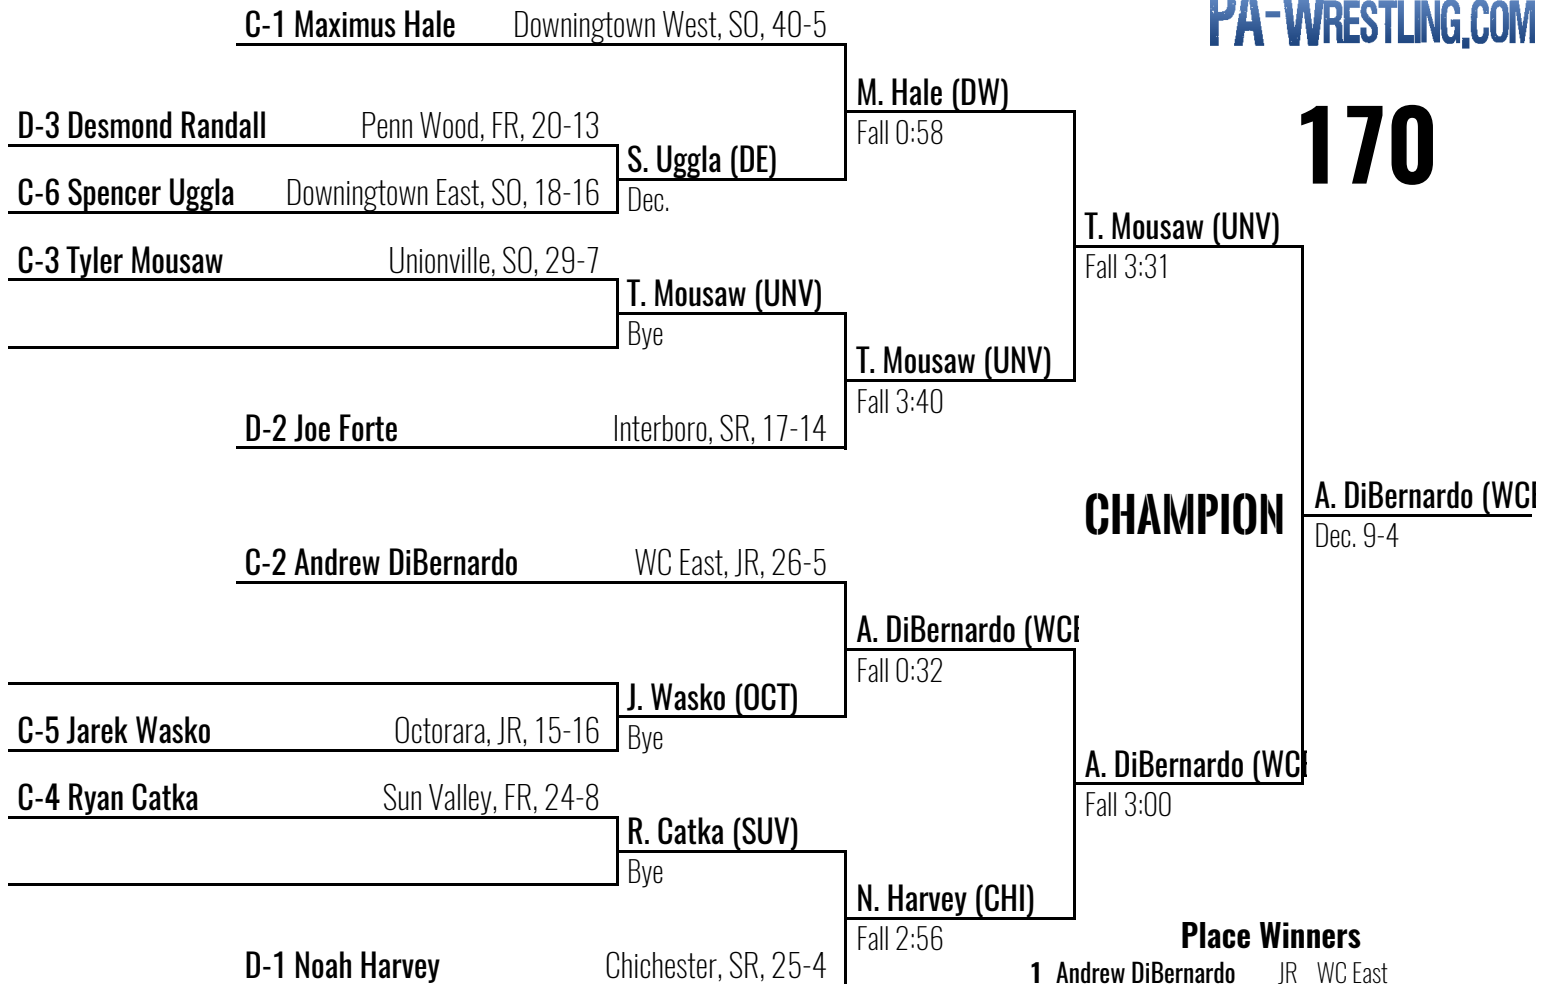 C-1 Maximus Hale Downingtown West, SO, 40-5
PA-WRESTLING.COM
M. Hale (DW)
Fall 0:58
170
D-3 Desmond Randall Penn Wood, FR, 20-13
S. Uggla (DE)
Dec.
C-6 Spencer Uggla Downingtown East, SO, 18-16
T. Mousaw (UNV)
Fall 3:31
C-3 Tyler Mousaw Unionville, SO, 29-7
T. Mousaw (UNV)
Bye
T. Mousaw (UNV)
Fall 3:40
D-2 Joe Forte Interboro, SR, 17-14
CHAMPION
A. DiBernardo (WCE
Dec. 9-4
C-2 Andrew DiBernardo WC East, JR, 26-5
A. DiBernardo (WCE
Fall 0:32
J. Wasko (OCT)
Bye
C-5 Jarek Wasko Octorara, JR, 15-16
A. DiBernardo (WCE
Fall 3:00
C-4 Ryan Catka Sun Valley, FR, 24-8
R. Catka (SUV)
Bye
N. Harvey (CHI)
Fall 2:56
D-1 Noah Harvey Chichester, SR, 25-4
Place Winners
1 Andrew DiBernardo JR WC East